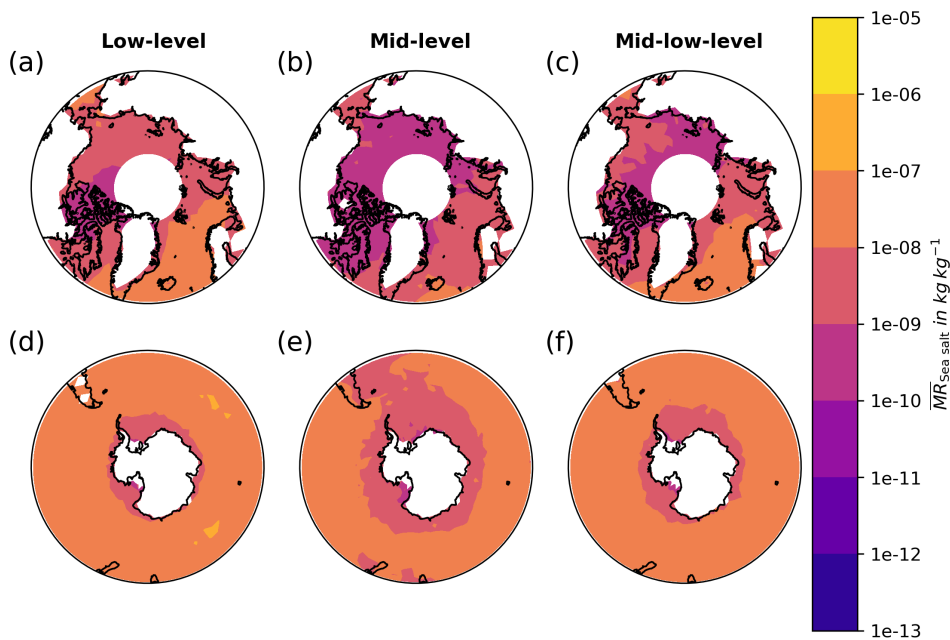 Low-level Mid-level Mid-low-level
(a) (b) (c)
(d) (e) (f)
1e-05
1e-06
1e-07
1e-08
1e-09
1e-10
1e-11
1e-12
1e-13
M̅R̅ Sea salt in kg kg⁻¹